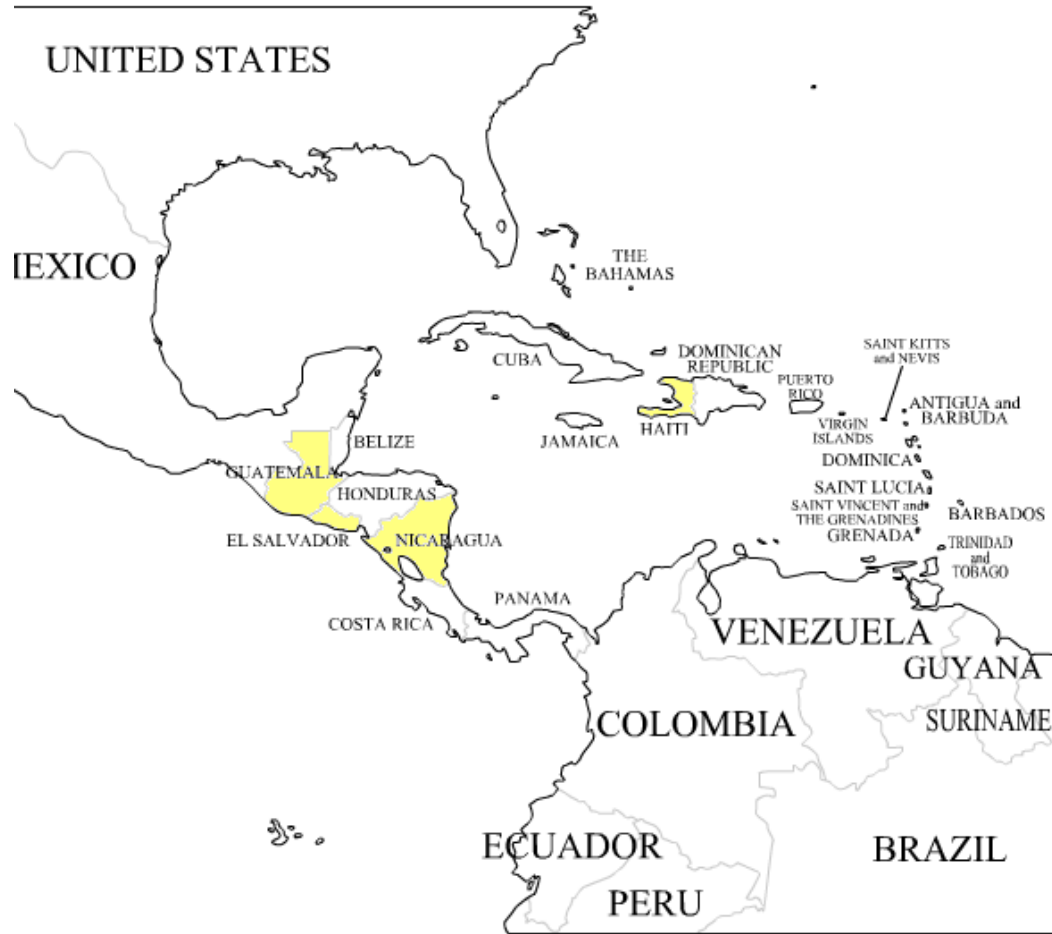 UNITED STATES
MEXICO
THE
BAHAMAS
CUBA
DOMINICAN
REPUBLIC
SAINT KITTS
and NEVIS
PUERTO
RICO
ANTIGUA and
BARBUDA
HAITI
JAMAICA
VIRGIN
ISLANDS
BELIZE
DOMINICA
GUATEMALA
HONDURAS
SAINT LUCIA
SAINT VINCENT and
THE GRENADINES
BARBADOS
EL SALVADOR
NICARAGUA
GRENADA
TRINIDAD
and
TOBAGO
PANAMA
COSTA RICA
VENEZUELA
GUYANA
COLOMBIA
SURINAME
ECUADOR
BRAZIL
PERU